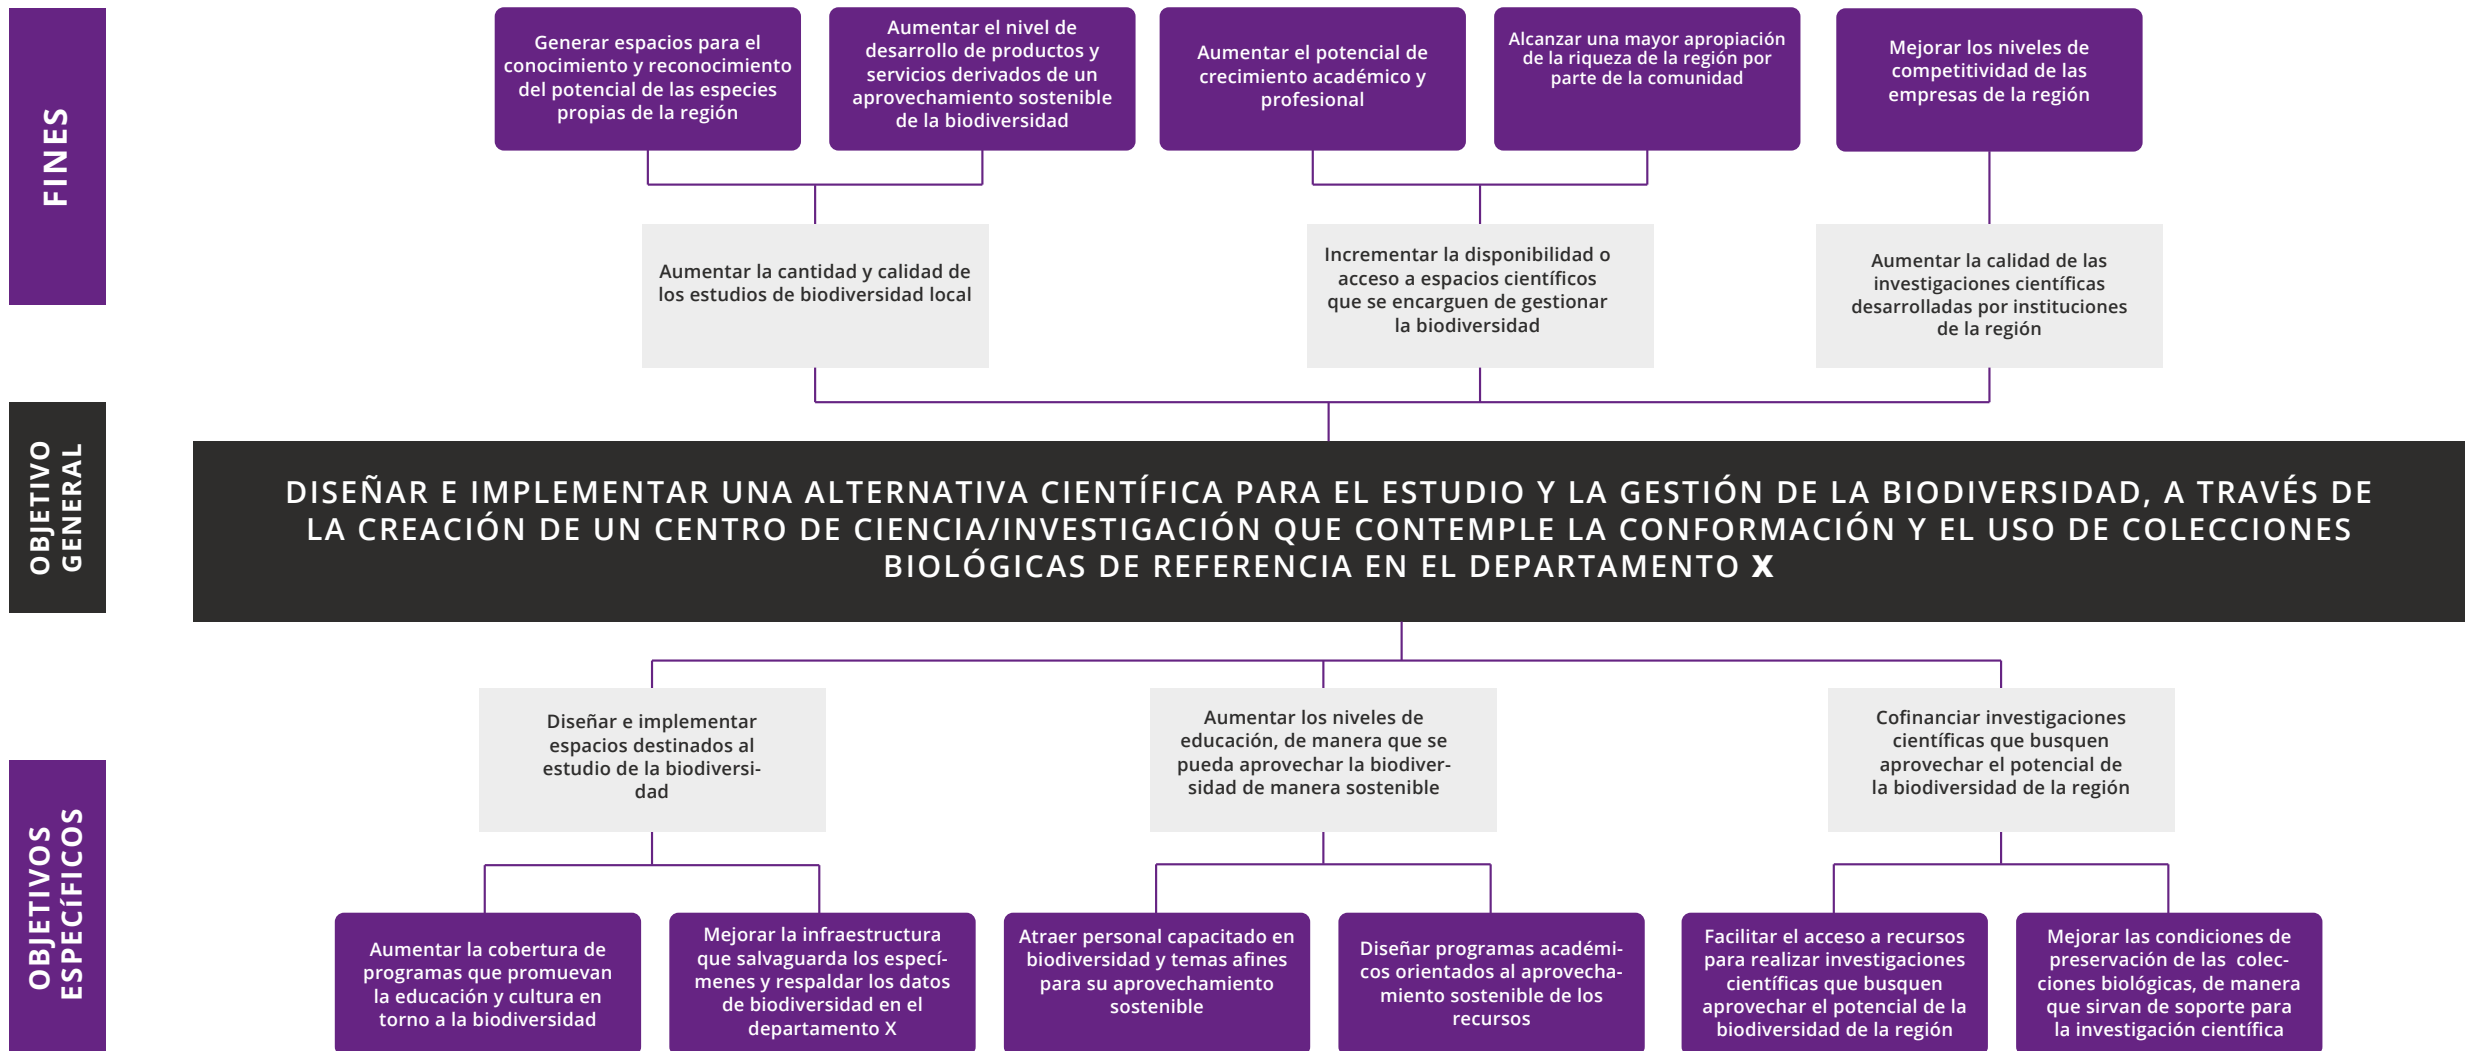 FINES
Generar espacios para el
conocimiento y reconocimiento
del potencial de las especies
propias de la región
Aumentar el nivel de
desarrollo de productos y
servicios derivados de un
aprovechamiento sostenible
de la biodiversidad
Aumentar el potencial de
crecimiento académico y
profesional
Alcanzar una mayor apropiación
de la riqueza de la región por
parte de la comunidad
Mejorar los niveles de
competitividad de las
empresas de la región
Aumentar la cantidad y calidad de
los estudios de biodiversidad local
Incrementar la disponibilidad o
acceso a espacios científicos
que se encarguen de gestionar
la biodiversidad
Aumentar la calidad de las
investigaciones científicas
desarrolladas por instituciones
de la región
OBJETIVO
GENERAL
DISEÑAR E IMPLEMENTAR UNA ALTERNATIVA CIENTÍFICA PARA EL ESTUDIO Y LA GESTIÓN DE LA BIODIVERSIDAD, A TRAVÉS DE
LA CREACIÓN DE UN CENTRO DE CIENCIA/INVESTIGACIÓN QUE CONTEMPLE LA CONFORMACIÓN Y EL USO DE COLECCIONES
BIOLÓGICAS DE REFERENCIA EN EL DEPARTAMENTO X
OBJETIVOS
ESPECÍFICOS
Diseñar e implementar
espacios destinados al
estudio de la biodiversi-
dad
Aumentar los niveles de
educación, de manera que se
pueda aprovechar la biodiver-
sidad de manera sostenible
Cofinanciar investigaciones
científicas que busquen
aprovechar el potencial de
la biodiversidad de la región
Aumentar la cobertura de
programas que promuevan
la educación y cultura en
torno a la biodiversidad
Mejorar la infraestructura
que salvaguarda los especí-
menes y respaldar los datos
de biodiversidad en el
departamento X
Atraer personal capacitado en
biodiversidad y temas afines
para su aprovechamiento
sostenible
Diseñar programas académi-
cos orientados al aprovecha-
miento sostenible de los
recursos
Facilitar el acceso a recursos
para realizar investigaciones
científicas que busquen
aprovechar el potencial de la
biodiversidad de la región
Mejorar las condiciones de
preservación de las  colec-
ciones biológicas, de manera
que sirvan de soporte para
la investigación científica